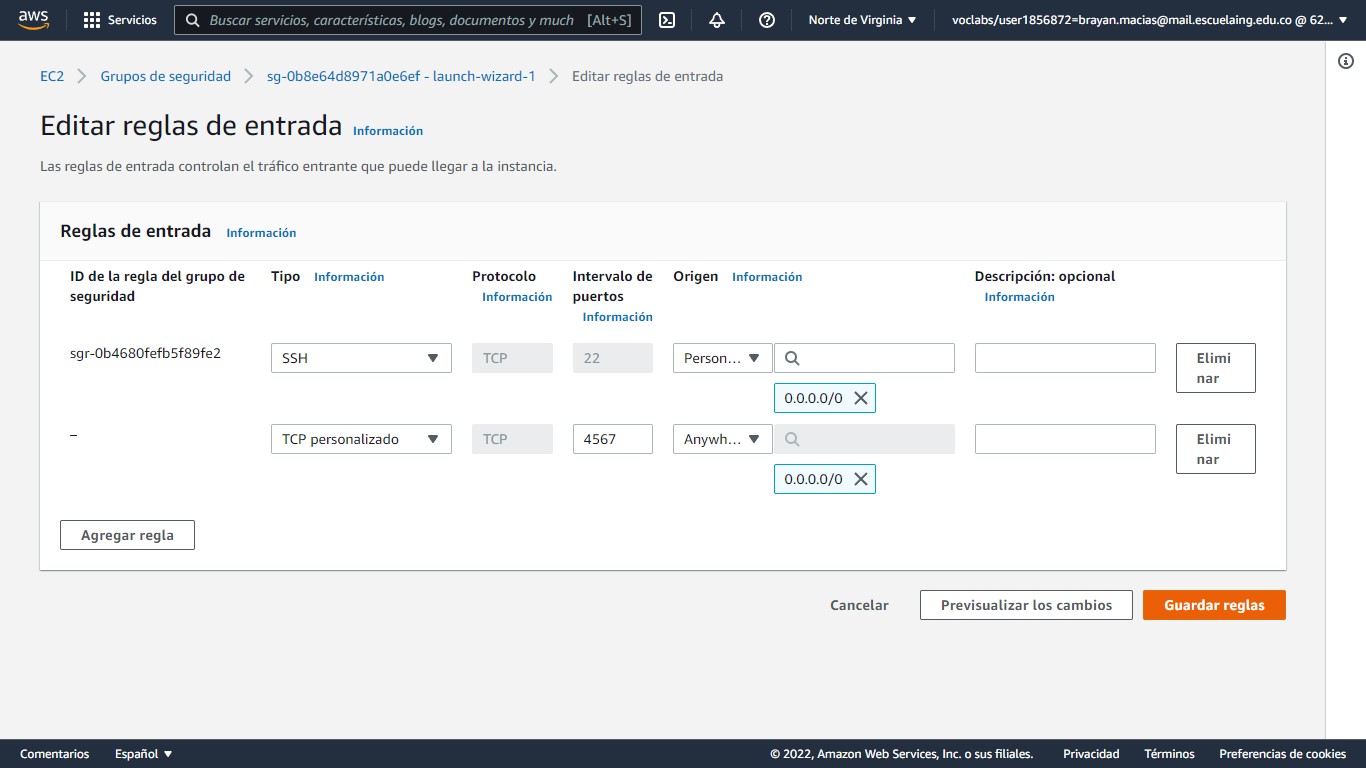 aws Servicios Buscar servicios, características, blogs, documentos y much [Alt+S] Norte de Virginia voclabs/user1856872=brayan.macias@mail.escuelaing.edu.co @ 62...
EC2 Grupos de seguridad sg-0b8e64d8971a0e6ef - launch-wizard-1 Editar reglas de entrada
Editar reglas de entrada Información
Las reglas de entrada controlan el tráfico entrante que puede llegar a la instancia.
Reglas de entrada Información
ID de la regla del grupo de seguridad
Tipo Información
Protocolo
Información
Intervalo de
puertos
Información
Origen Información
Descripción: opcional
Información
sgr-0b4680fefb5f89fe2 SSH TCP 22 Person... Elimi
nar
0.0.0.0/0
– TCP personalizado TCP 4567 Anywh... Elimi
nar
0.0.0.0/0
Agregar regla
Cancelar Previsualizar los cambios Guardar reglas
Comentarios Español © 2022, Amazon Web Services, Inc. o sus filiales. Privacidad Términos Preferencias de cookies